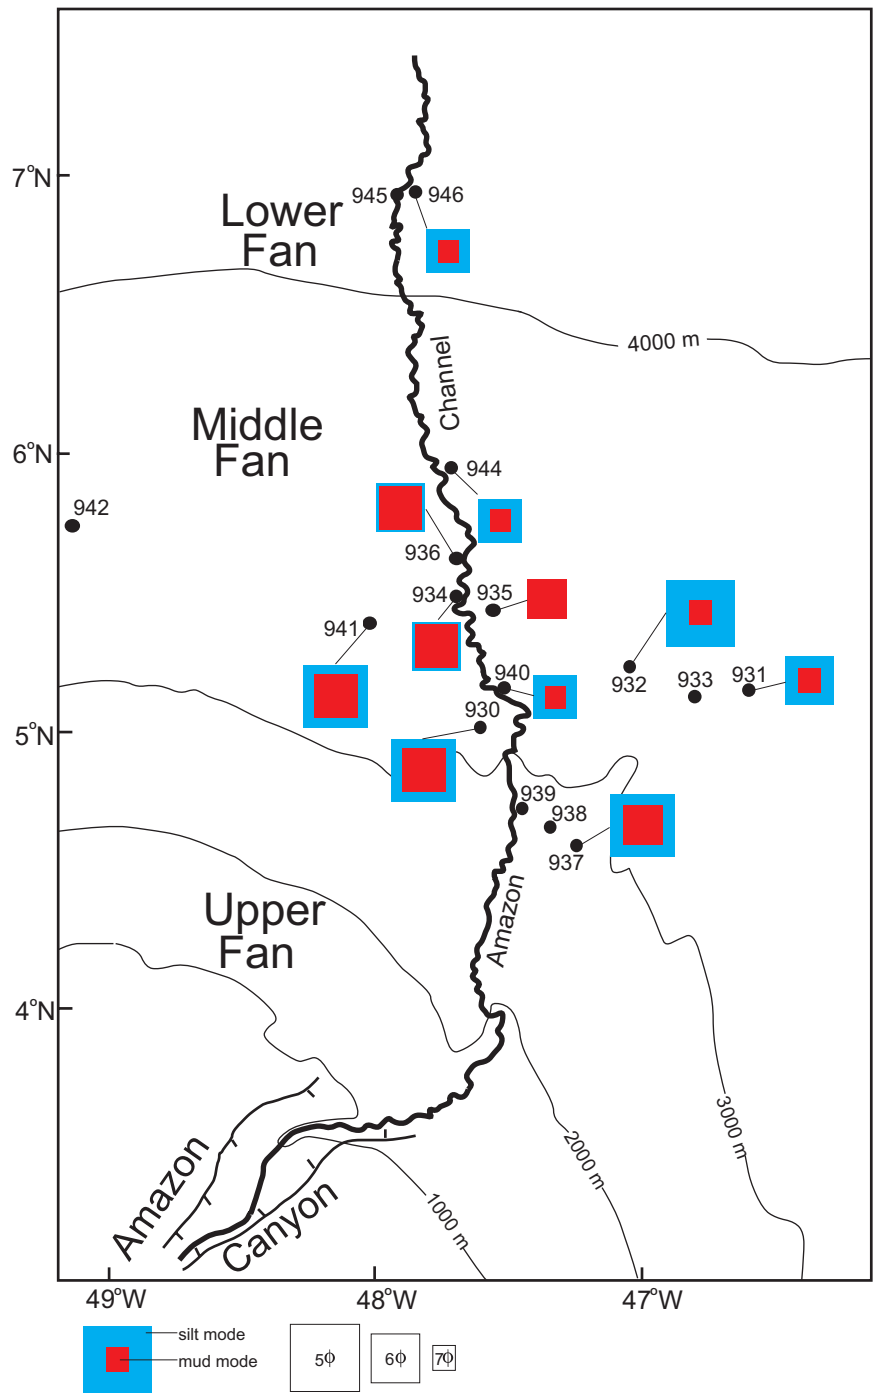 7°N
945
946
Lower
Fan
4000 m
Channel
Middle
Fan
6°N
944
942
936
934
935
941
940
932
933
931
930
5°N
939
938
937
Amazon
Upper
Fan
4°N
3000 m
2000 m
1000 m
Amazon
Canyon
49°W
48°W
47°W
silt mode
mud mode
5ϕ
6ϕ
7ϕ